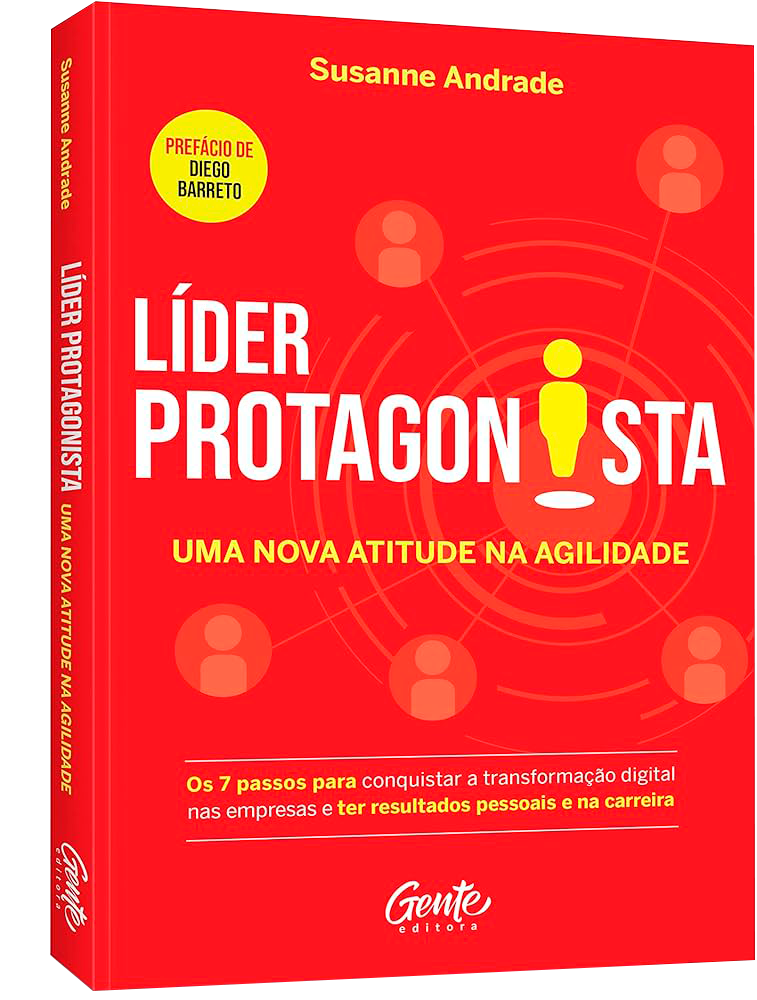 Susanne Andrade
PREFÁCIO DE
DIEGO
BARRETO
LÍDER
PROTAGONISTA
UMA NOVA ATITUDE NA AGILIDADE
Os 7 passos para conquistar a transformação digital
nas empresas e ter resultados pessoais e na carreira
Gente
editora
Susanne Andrade
LÍDER PROTAGONISTA UMA NOVA ATITUDE NA AGILIDADE
Gente
editora